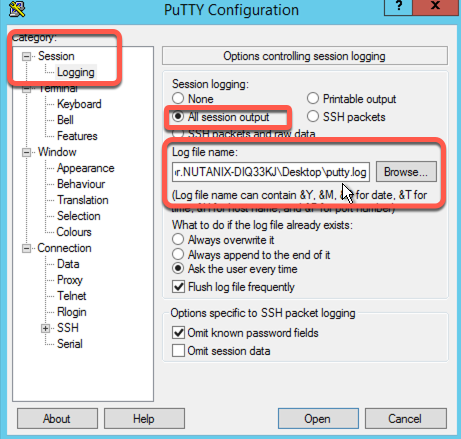 PuTTY Configuration
? x
Category:
Session
Logging
Terminal
Keyboard
Bell
Features
Window
Appearance
Behaviour
Translation
Selection
Colours
Connection
Data
Proxy
Telnet
Rlogin
SSH
Serial
Options controlling session logging
Session logging:
None
Printable output
All session output
SSH packets
SSH packets and raw data
Log file name:
r.NUTANIX-DIQ33KJ\Desktop\putty.log
Browse...
(Log file name can contain &Y, &M, for date, &T for
time, &H for host name, and &P for port number)
What to do if the log file already exists:
Always overwrite it
Always append to the end of it
Ask the user every time
Flush log file frequently
Options specific to SSH packet logging
Omit known password fields
Omit session data
About
Help
Open
Cancel